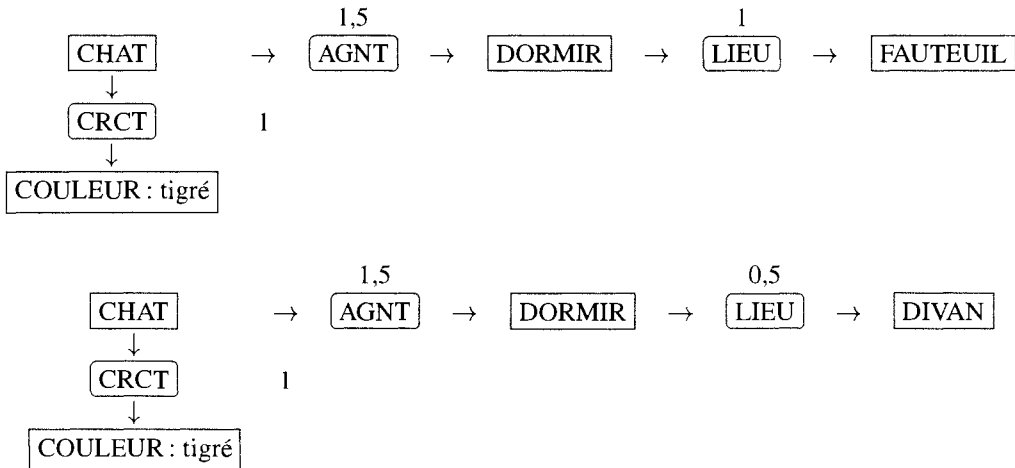 1,5 1
CHAT → AGNT → DORMIR → LIEU → FAUTEUIL
↓
CRCT 1
↓
COULEUR : tigré
1,5 0,5
CHAT → AGNT → DORMIR → LIEU → DIVAN
↓
CRCT 1
↓
COULEUR : tigré